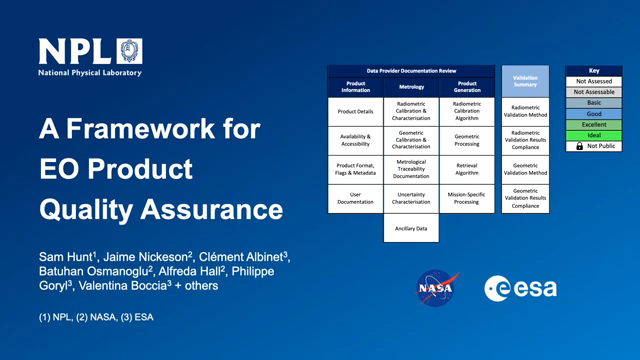 NPL
National Physical Laboratory
A Framework for
EO Product
Quality Assurance
Sam Hunt¹, Jaime Nickeson², Clément Albinet³,
Batuhan Osmanoglu², Alfreda Hall², Philippe
Goryl³, Valentina Boccia³ + others
(1) NPL, (2) NASA, (3) ESA
Data Provider Documentation Review
Product
Information
Metrology
Product
Generation
Product Details
Radiometric
Calibration &
Characterisation
Radiometric
Calibration
Algorithm
Availability &
Accessibility
Geometric
Calibration &
Characterisation
Geometric
Processing
Product Format,
Flags & Metadata
Metrological
Traceability
Documentation
Retrieval
Algorithm
User
Documentation
Uncertainty
Characterisation
Mission-Specific
Processing
Ancillary Data
Validation
Summary
Radiometric
Validation Method
Radiometric
Validation Results
Compliance
Geometric
Validation Method
Geometric
Validation Results
Compliance
Key
Not Assessed
Not Assessable
Basic
Good
Excellent
Ideal
Not Public
NASA
esa